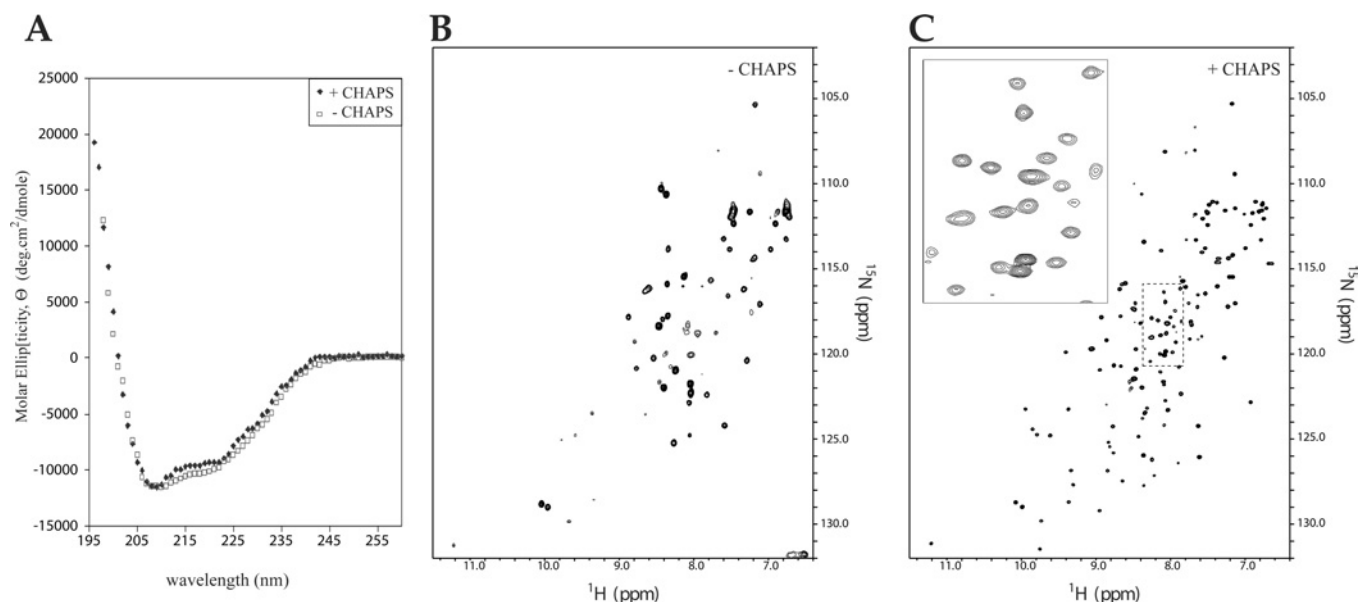 A
25000
20000
15000
10000
5000
0
-5000
-10000
-15000
195
205
215
225
235
245
255
wavelength (nm)
Molar Ellip[ticity, Θ (deg.cm²/dmole)
+ CHAPS
- CHAPS
B
- CHAPS
105.0
110.0
115.0
120.0
125.0
130.0
¹⁵N (ppm)
11.0
10.0
9.0
8.0
7.0
¹H (ppm)
C
+ CHAPS
105.0
110.0
115.0
120.0
125.0
130.0
¹⁵N (ppm)
11.0
10.0
9.0
8.0
7.0
¹H (ppm)